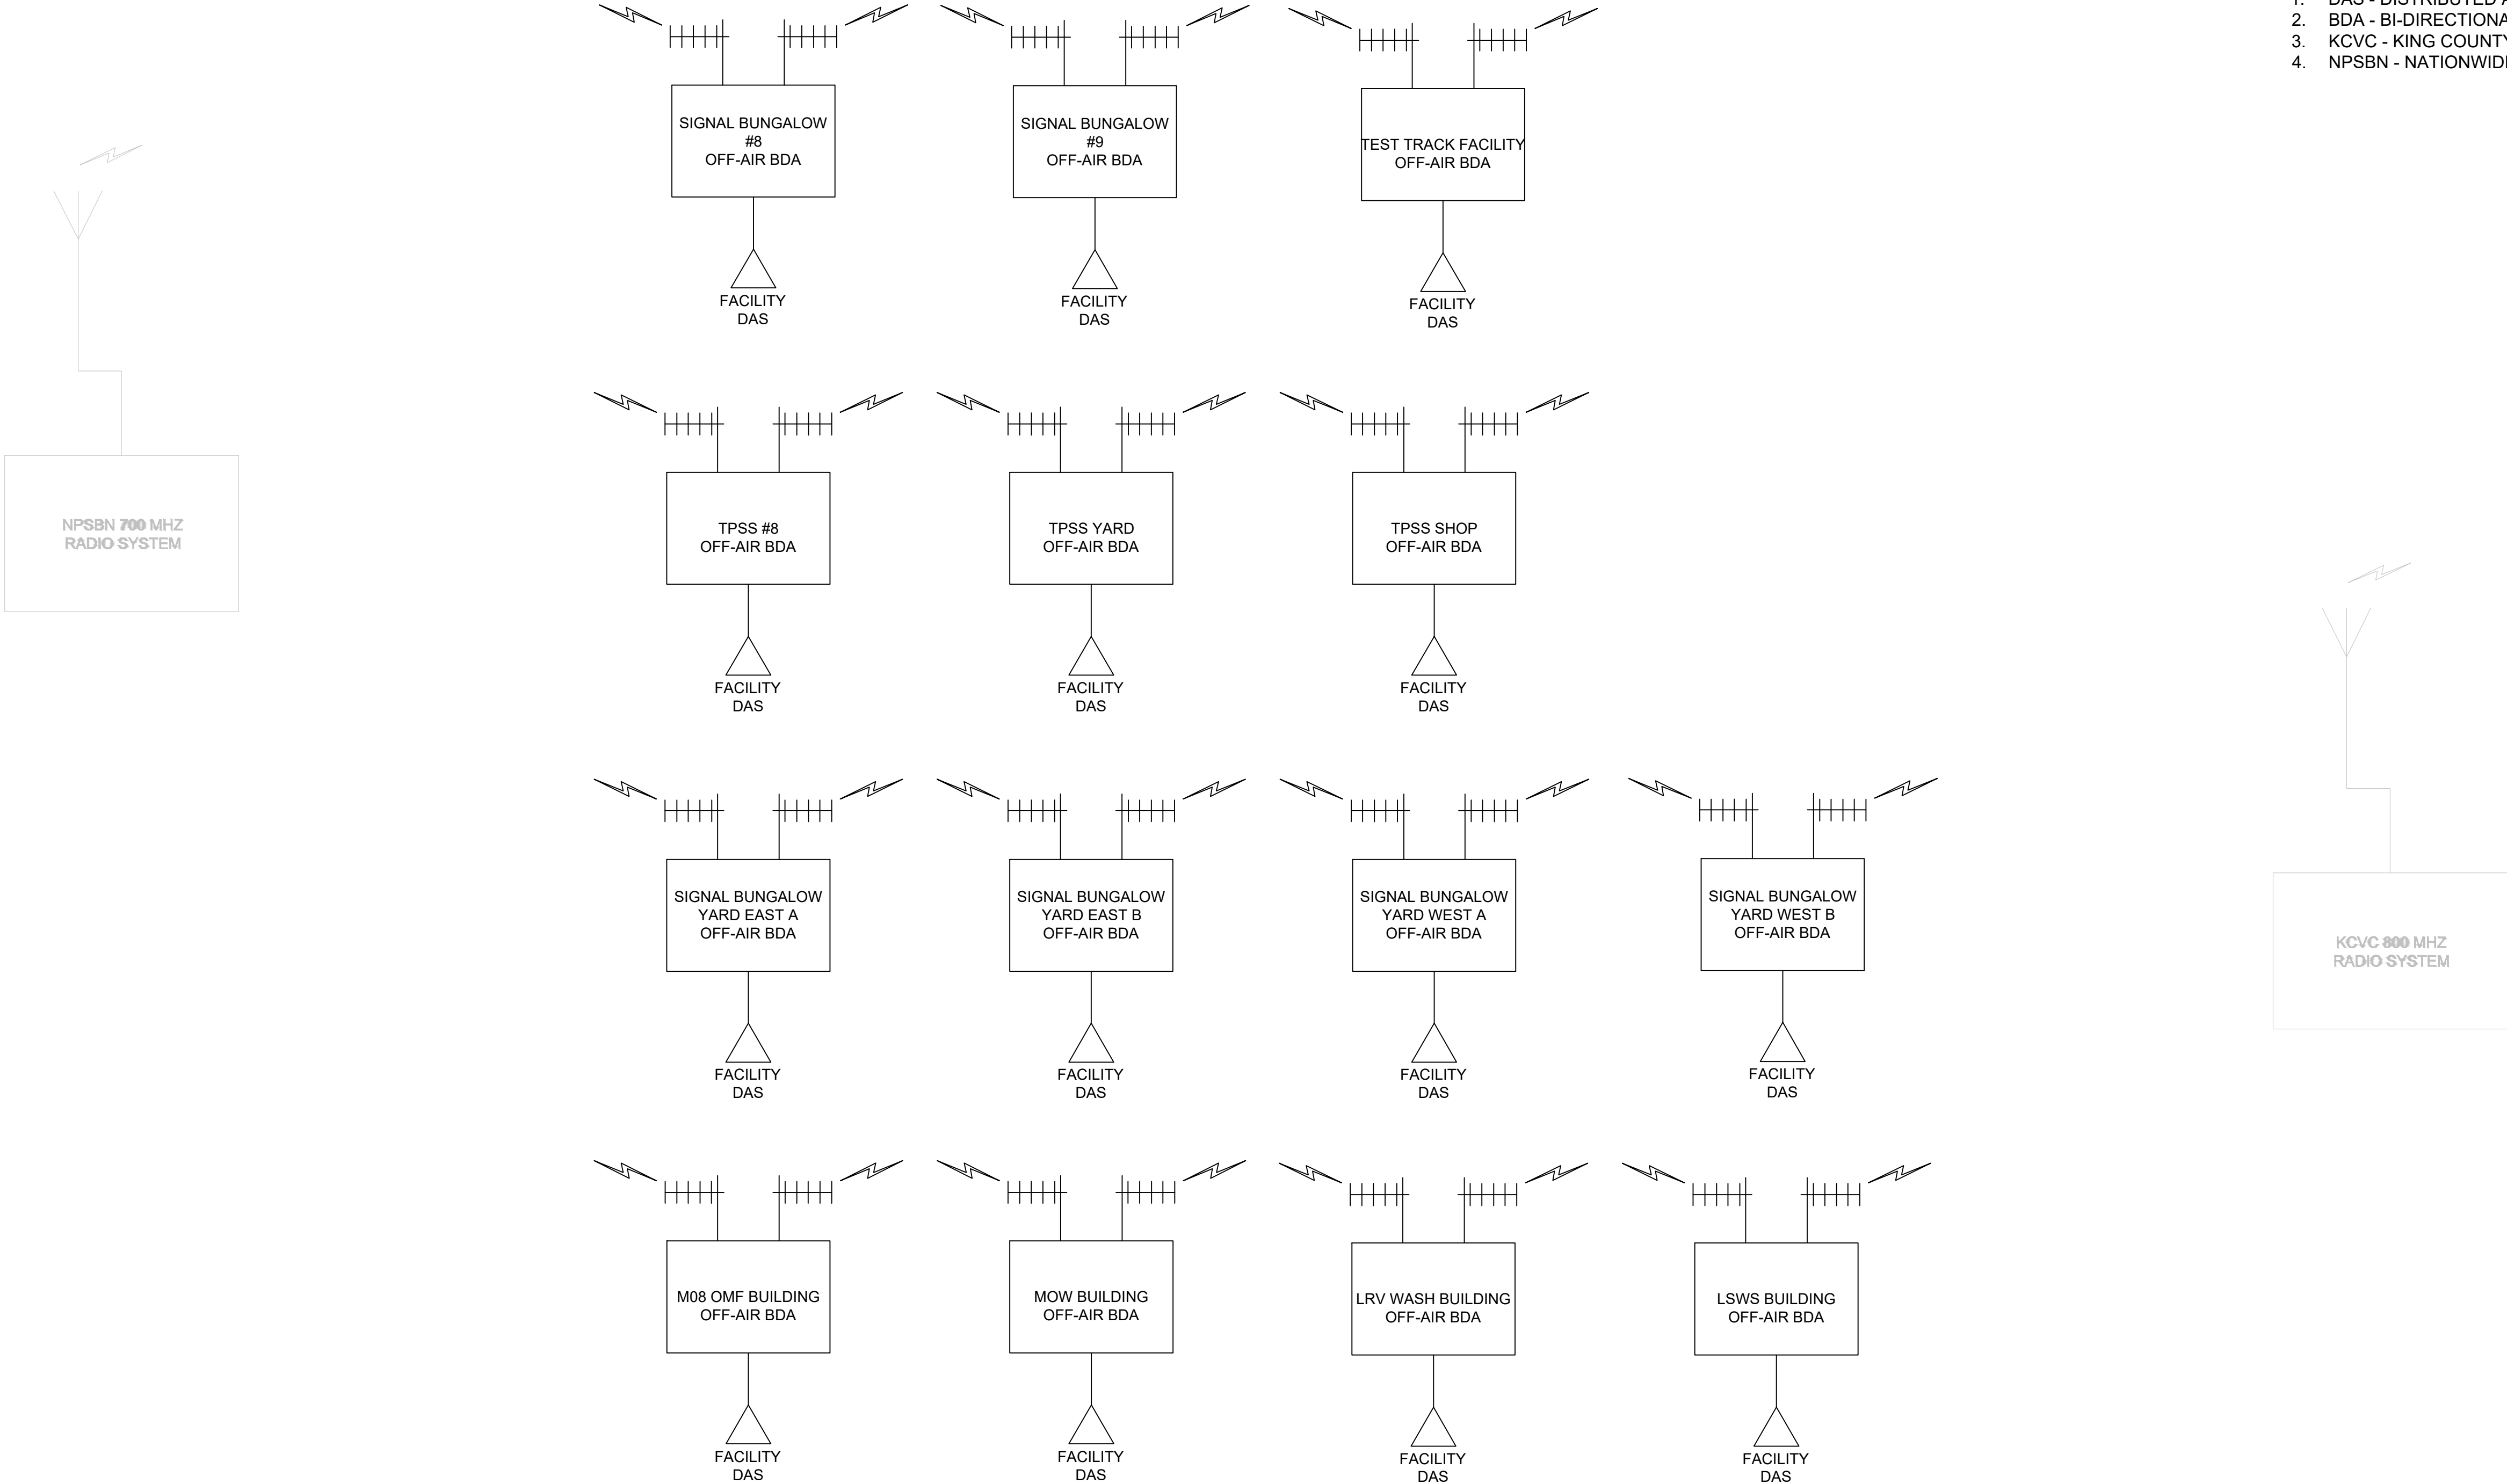 1. DAS - DISTRIBUTED
2. BDA - BI-DIRECTIONA
3. KCVC - KING COUNTY
4. NPSBN - NATIONWID
SIGNAL BUNGALOW
#8
OFF-AIR BDA
FACILITY
DAS
SIGNAL BUNGALOW
#9
OFF-AIR BDA
FACILITY
DAS
TEST TRACK FACILITY
OFF-AIR BDA
FACILITY
DAS
NPSBN 700 MHZ
RADIO SYSTEM
TPSS #8
OFF-AIR BDA
FACILITY
DAS
TPSS YARD
OFF-AIR BDA
FACILITY
DAS
TPSS SHOP
OFF-AIR BDA
FACILITY
DAS
SIGNAL BUNGALOW
YARD EAST A
OFF-AIR BDA
FACILITY
DAS
SIGNAL BUNGALOW
YARD EAST B
OFF-AIR BDA
FACILITY
DAS
SIGNAL BUNGALOW
YARD WEST A
OFF-AIR BDA
FACILITY
DAS
SIGNAL BUNGALOW
YARD WEST B
OFF-AIR BDA
FACILITY
DAS
KCVC 800 MHZ
RADIO SYSTEM
M08 OMF BUILDING
OFF-AIR BDA
FACILITY
DAS
MOW BUILDING
OFF-AIR BDA
FACILITY
DAS
LRV WASH BUILDING
OFF-AIR BDA
FACILITY
DAS
LSWS BUILDING
OFF-AIR BDA
FACILITY
DAS